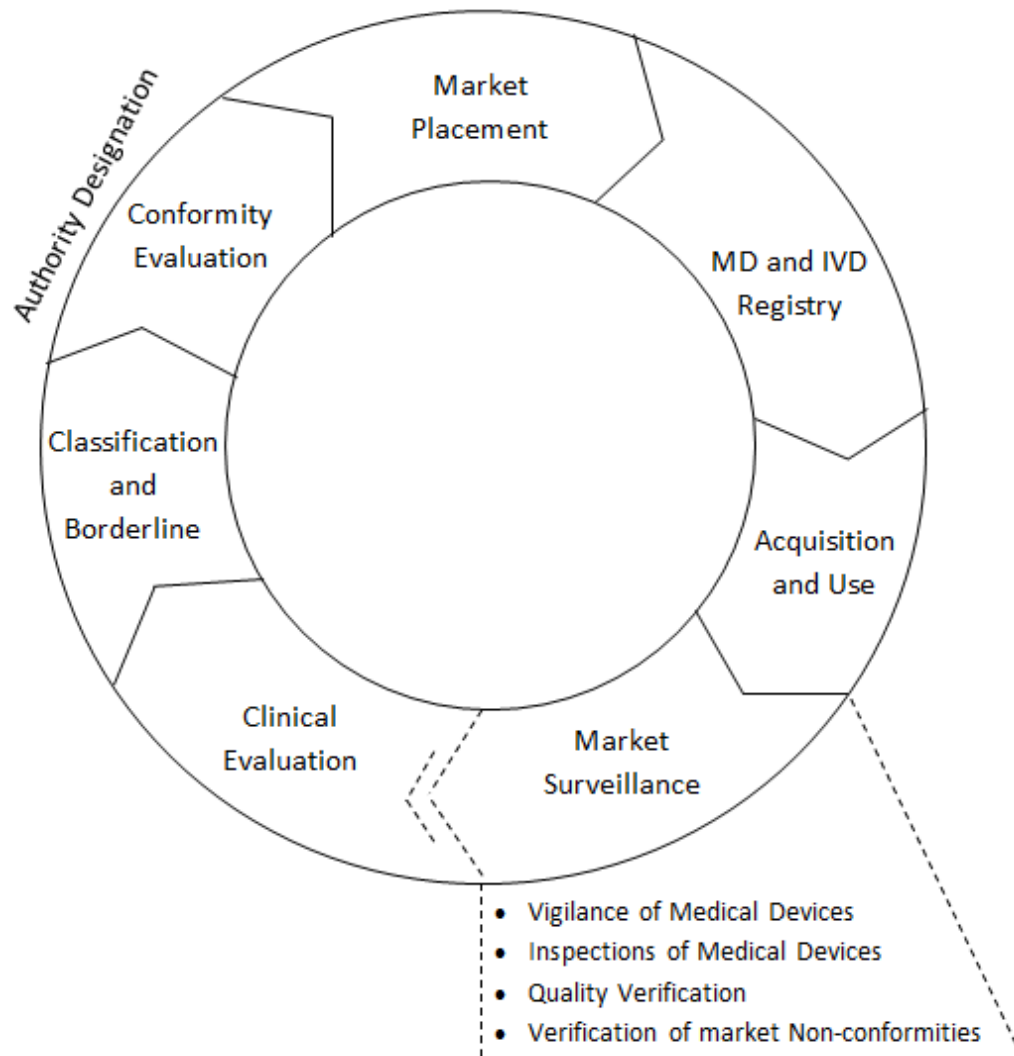 Market
Placement
Authority Designation
Conformity
Evaluation
MD and IVD
Registry
Classification
and
Borderline
Acquisition
and Use
Clinical
Evaluation
Market
Surveillance
• Vigilance of Medical Devices
• Inspections of Medical Devices
• Quality Verification
• Verification of market Non-conformities